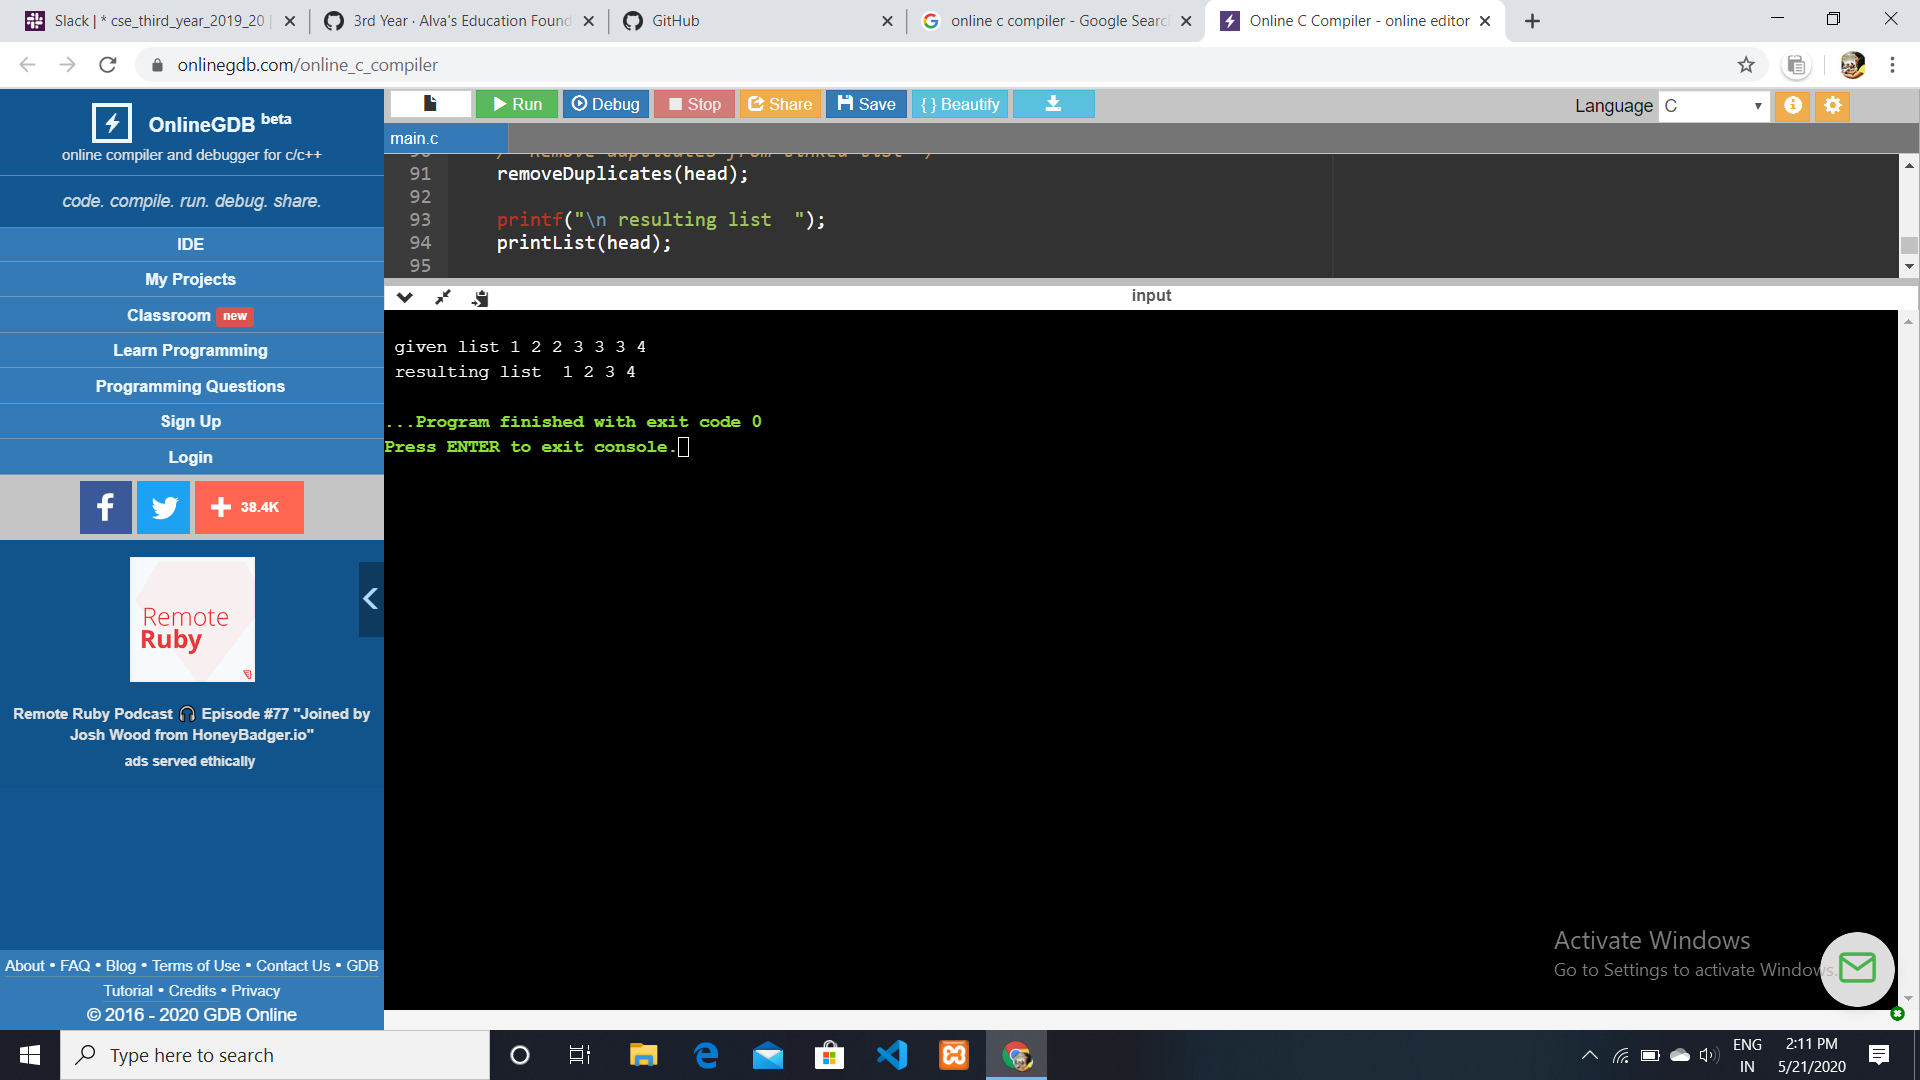 Slack | * cse_third_year_2019_20 |
3rd Year · Alva's Education Found
GitHub
online c compiler - Google Searc
Online C Compiler - online editor
onlinegdb.com/online_c_compiler
OnlineGDB beta
online compiler and debugger for c/c++
code. compile. run. debug. share.
IDE
My Projects
Classroom new
Learn Programming
Programming Questions
Sign Up
Login
38.4K
Remote
Ruby
Remote Ruby Podcast 🎧 Episode #77 "Joined by
Josh Wood from HoneyBadger.io"
ads served ethically
About • FAQ • Blog • Terms of Use • Contact Us • GDB
Tutorial • Credits • Privacy
© 2016 - 2020 GDB Online
Run Debug Stop Share Save { } Beautify
Language C
main.c
91 removeDuplicates(head);
92
93 printf("\n resulting list  ");
94 printList(head);
95
input
given list 1 2 2 3 3 3 4
resulting list  1 2 3 4
...Program finished with exit code 0
Press ENTER to exit console.
Activate Windows
Go to Settings to activate Windows.
Type here to search
ENG
IN
2:11 PM
5/21/2020